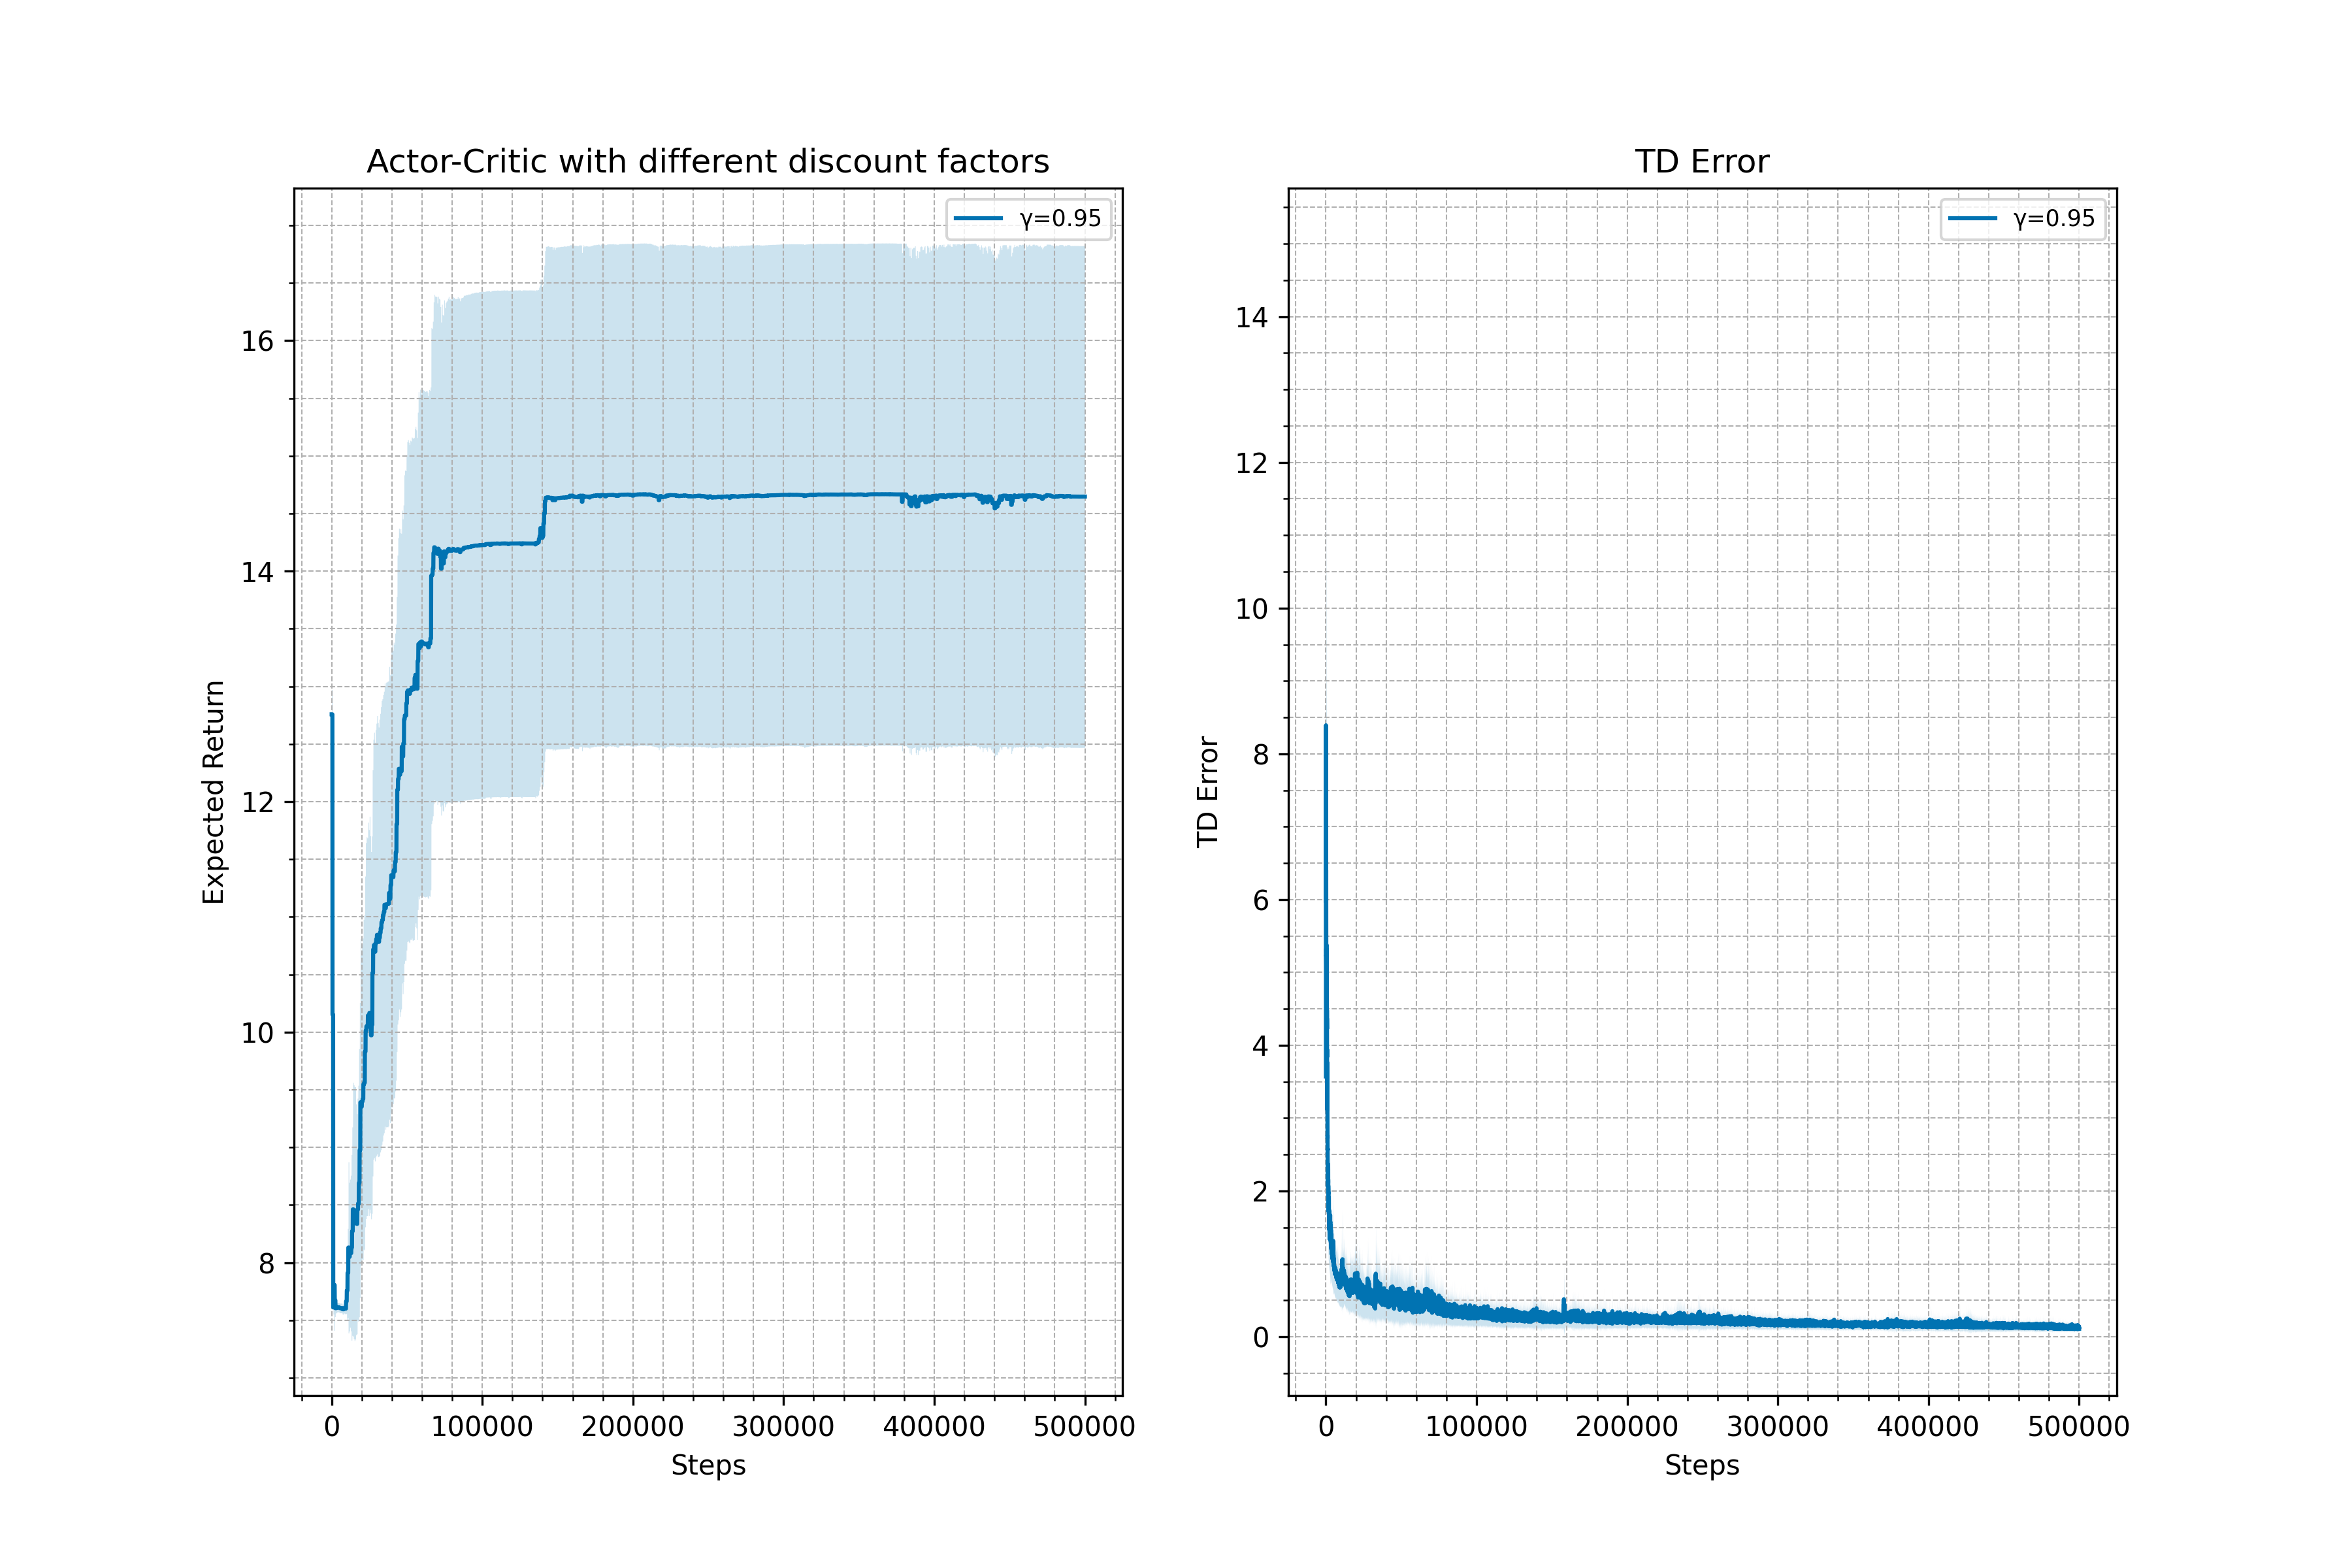 Actor-Critic with different discount factors
γ=0.95
16
14
12
10
8
Expected Return
0 100000 200000 300000 400000 500000
Steps
TD Error
γ=0.95
14
12
10
8
6
4
2
0
TD Error
0 100000 200000 300000 400000 500000
Steps